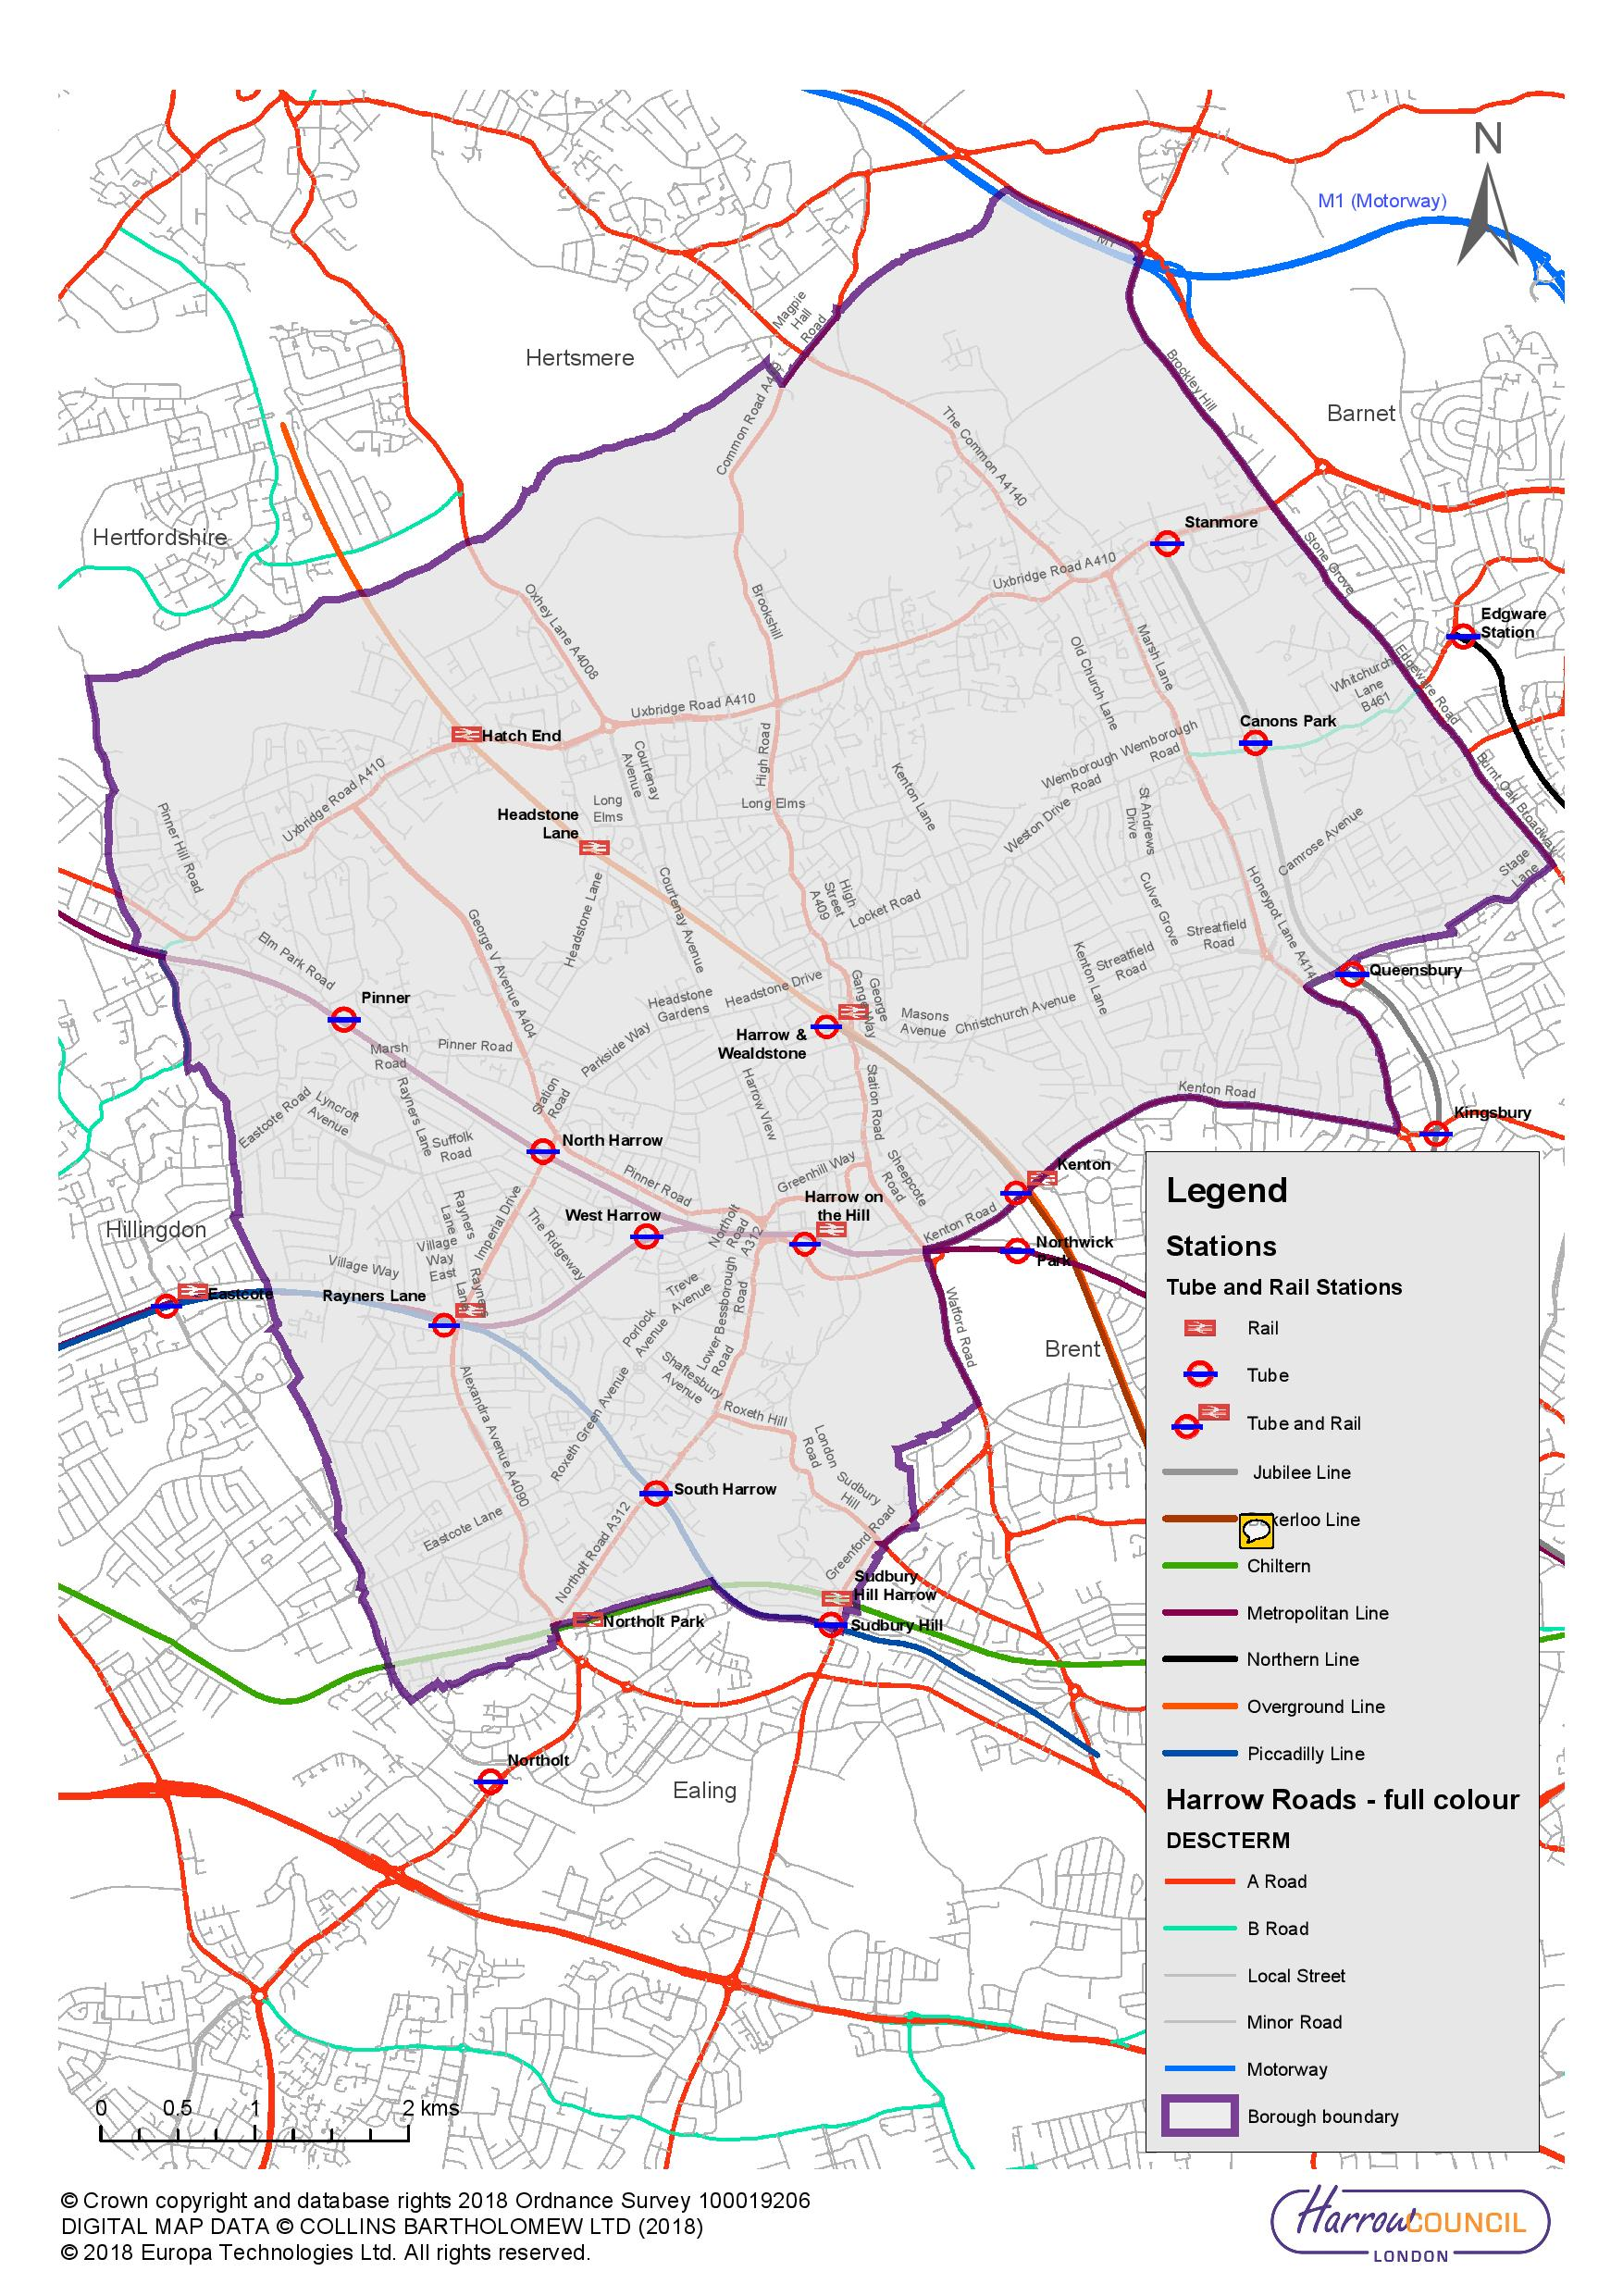 N
M1 (Motorway)
M1
Magpie
Hall
Road
Hertsmere
Brockley Hill
Barnet
Common Road A409
The Common A4140
Hertfordshire
Stanmore
Stone Grove
Uxbridge Road A410
Oxhey Lane A4008
Brookshill
Edgware
Station
Old Church Lane
Marsh Lane
Whitchurch
Lane
B461
Edgeware Road
Uxbridge Road A410
Hatch End
Canons Park
High Road
Courtenay
Avenue
Wemborough
Road
Wemborough
Road
Burnt Oak Broadway
Uxbridge Road A410
Pinner Hill Road
Long
Elms
Long Elms
Kenton Lane
Headstone
Lane
St Andrews
Drive
Weston Drive
Camrose Avenue
Stage
Lane
Headstone Lane
Courtenay Avenue
High
Street
A409
Locket Road
Culver Grove
Honeypot Lane A414
Elm Park Road
George V Avenue A404
Streatfield
Road
Streatfield
Road
Kenton Lane
Queensbury
Pinner
Headstone
Gardens
Headstone Drive
George
Gange
Way
Masons
Avenue
Christchurch Avenue
Harrow &
Wealdstone
Marsh
Road
Pinner Road
Parkside Way
Harrow View
Station Road
Kenton Road
Kingsbury
Eastcote Road
Lyncroft
Avenue
Rayners Lane
Suffolk
Road
Station
Road
North Harrow
Kenton
Pinner Road
Greenhill Way
Sheepcote
Road
Hillingdon
Rayners
Lane
Imperial Drive
The Ridgeway
West Harrow
Northolt
Road
A312
Harrow on
the Hill
Kenton Road
Northwick
Park
Village
Way
East
Village Way
Eastcote
Rayners Lane
Rayners
Lane
Treve
Avenue
Porlock
Avenue
Lower Bessborough
Road
Road
Watford Road
Brent
Shaftesbury
Avenue
Alexandra Avenue A4090
Roxeth Green Avenue
Roxeth Hill
London
Road
Sudbury
Hill
South Harrow
Eastcote Lane
Northolt Road A312
Greenford Road
Sudbury
Hill Harrow
Northolt Park
Sudbury Hill
Northolt
Ealing
Legend
Stations
Tube and Rail Stations
Rail
Tube
Tube and Rail
Jubilee Line
kerloo Line
Chiltern
Metropolitan Line
Northern Line
Overground Line
Piccadilly Line
Harrow Roads - full colour
DESCTERM
A Road
B Road
Local Street
Minor Road
Motorway
Borough boundary
0 0.5 1 2 kms
© Crown copyright and database rights 2018 Ordnance Survey 100019206
DIGITAL MAP DATA © COLLINS BARTHOLOMEW LTD (2018)
© 2018 Europa Technologies Ltd. All rights reserved.
HarrowCOUNCIL
LONDON